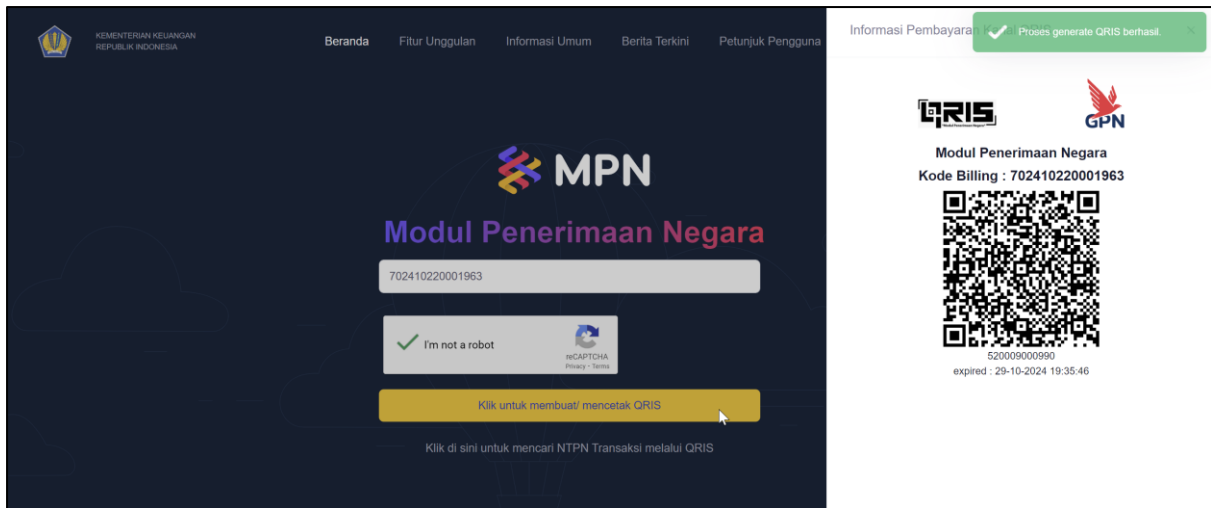 KEMENTERIAN KEUANGAN
REPUBLIK INDONESIA
Beranda Fitur Unggulan Informasi Umum Berita Terkini Petunjuk Pengguna
MPN
Modul Penerimaan Negara
702410220001963
I'm not a robot
reCAPTCHA
Privacy - Terms
Klik untuk membuat/ mencetak QRIS
Klik di sini untuk mencari NTPN Transaksi melalui QRIS
Informasi Pembayaran
Proses generate QRIS berhasil.
QRIS
GPN
Modul Penerimaan Negara
Kode Billing : 702410220001963
520009000990
expired : 29-10-2024 19:35:46